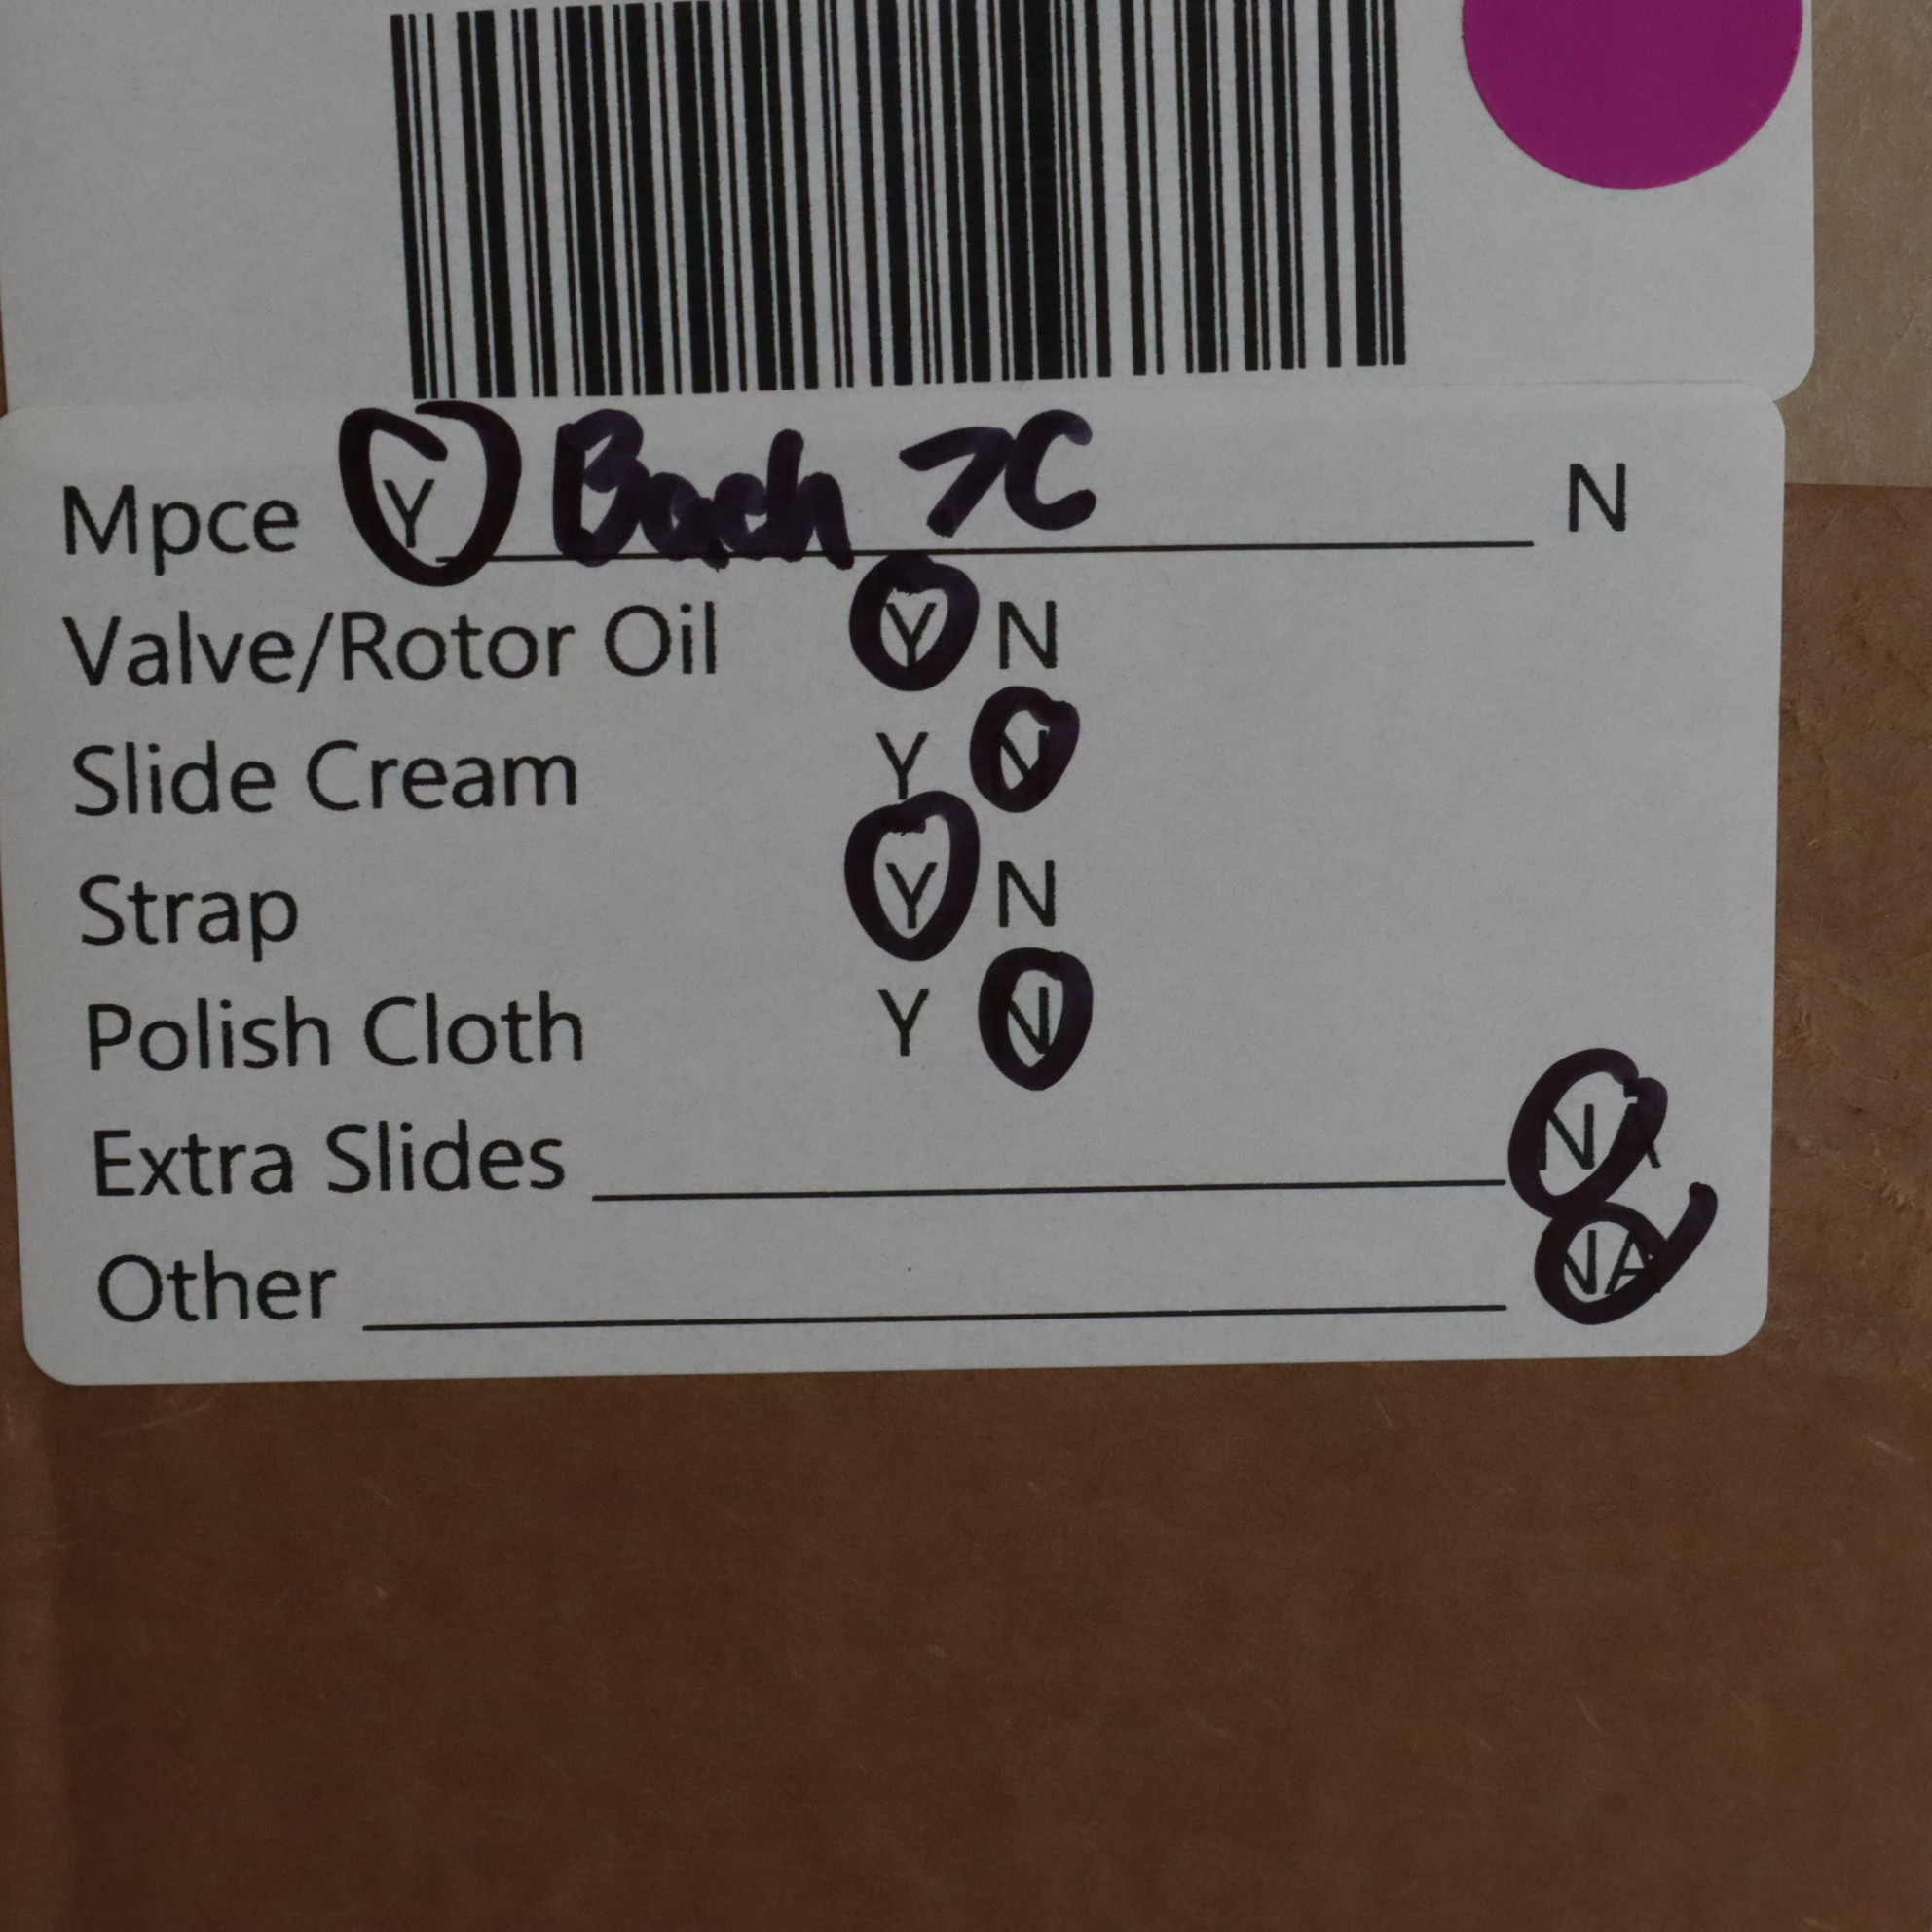 Mpce Y Bach 7C N
Valve/Rotor Oil Y N
Slide Cream Y N
Strap Y N
Polish Cloth Y N
Extra Slides NA
Other NA